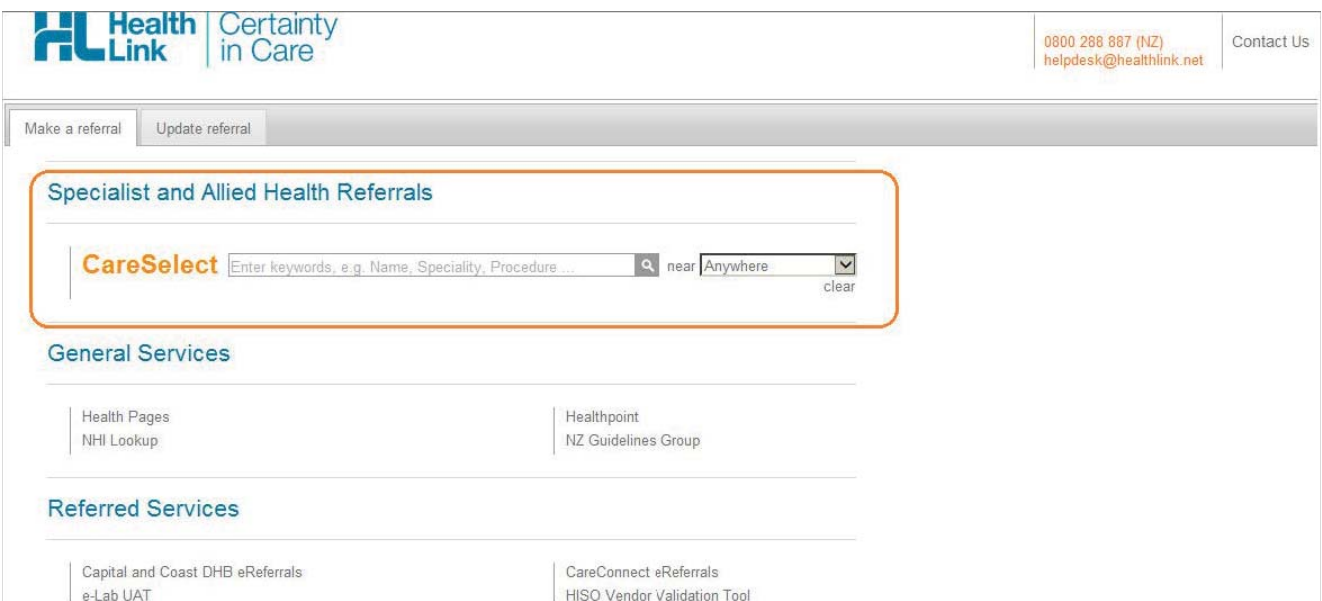 Health Link
Certainty in Care
0800 288 887 (NZ)
helpdesk@healthlink.net
Contact Us
Make a referral
Update referral
Specialist and Allied Health Referrals
CareSelect Enter keywords, e.g. Name, Speciality, Procedure ... near Anywhere
clear
General Services
Health Pages
Healthpoint
NHI Lookup
NZ Guidelines Group
Referred Services
Capital and Coast DHB eReferrals
CareConnect eReferrals
e-Lab UAT
HISO Vendor Validation Tool